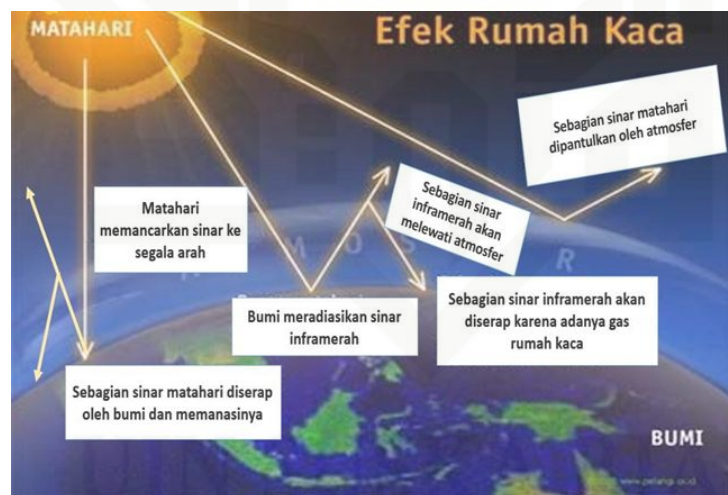 MATAHARI
Efek Rumah Kaca
Sebagian sinar matahari
dipantulkan oleh atmosfer
Matahari
memancarkan sinar ke
segala arah
Sebagian sinar
inframerah akan
melewati atmosfer
Bumi meradiasikan sinar
inframerah
Sebagian sinar inframerah akan
diserap karena adanya gas
rumah kaca
Sebagian sinar matahari diserap
oleh bumi dan memanasinya
BUMI